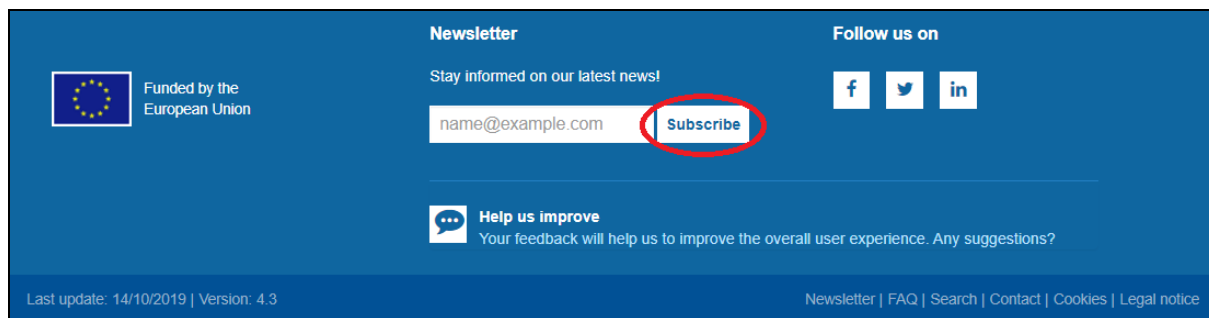 Funded by the
European Union
Newsletter
Stay informed on our latest news!
name@example.com
Subscribe
Follow us on
f
in
Help us improve
Your feedback will help us to improve the overall user experience. Any suggestions?
Last update: 14/10/2019 | Version: 4.3
Newsletter | FAQ | Search | Contact | Cookies | Legal notice